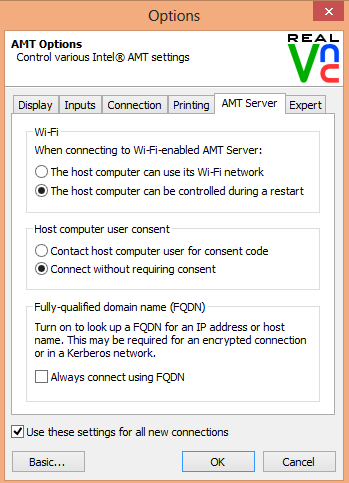 Options
AMT Options
Control various Intel® AMT settings
REAL
VNC
Display Inputs Connection Printing AMT Server Expert
Wi-Fi
When connecting to Wi-Fi-enabled AMT Server:
The host computer can use its Wi-Fi network
The host computer can be controlled during a restart
Host computer user consent
Contact host computer user for consent code
Connect without requiring consent
Fully-qualified domain name (FQDN)
Turn on to look up a FQDN for an IP address or host
name. This may be required for an encrypted connection
or in a Kerberos network.
Always connect using FQDN
Use these settings for all new connections
Basic... OK Cancel